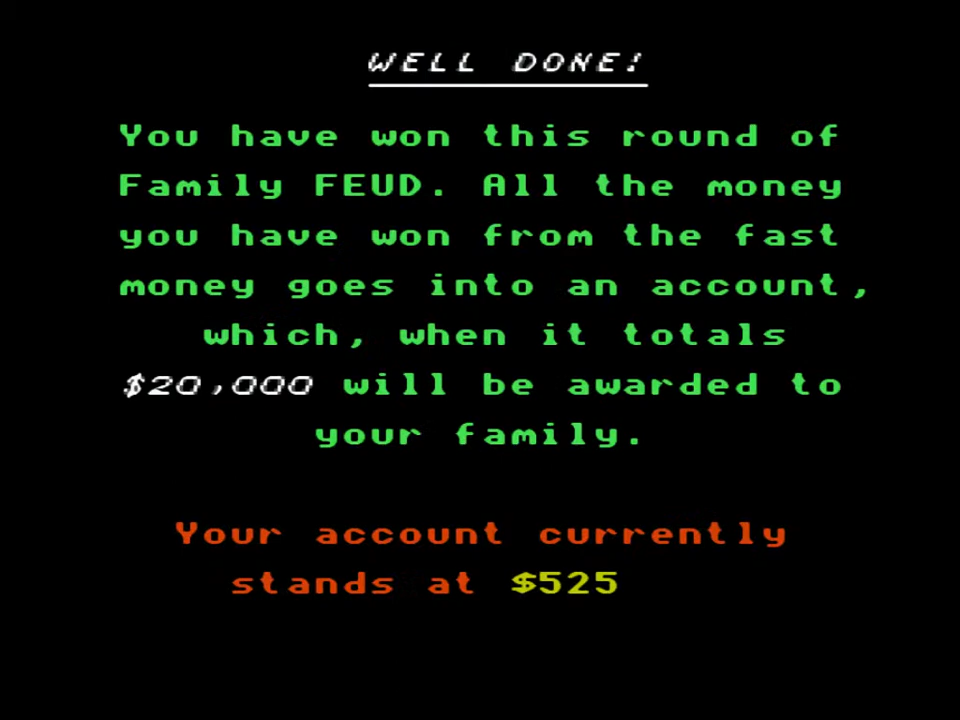 WELL DONE!
You have won this round of
Family FEUD. All the money
you have won from the fast
money goes into an account,
which, when it totals
$20,000 will be awarded to
your family.
Your account currently
stands at $525